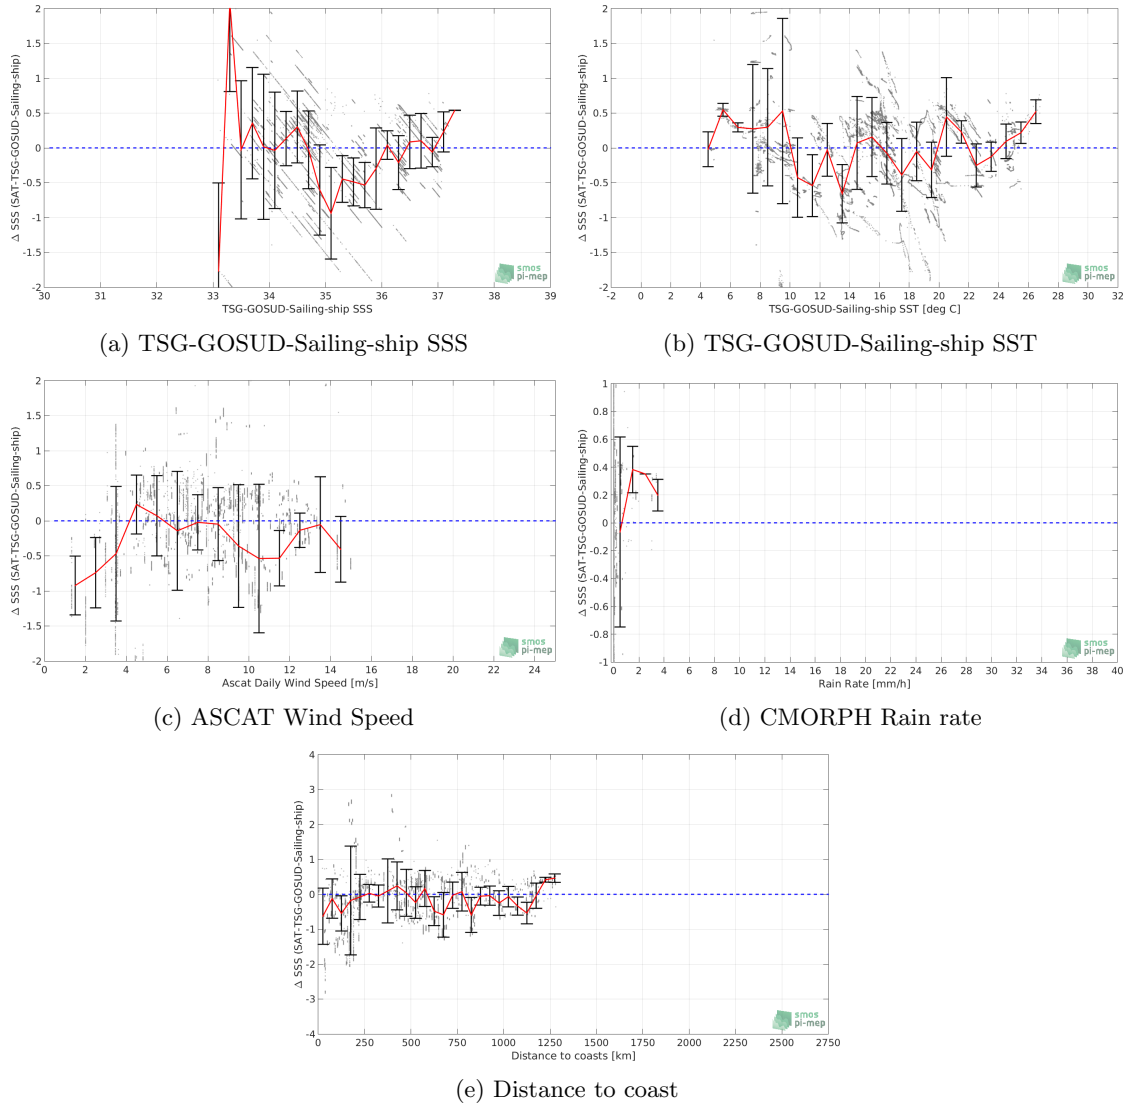 2
1.5
1
0.5
0
-0.5
-1
-1.5
-2
Δ SSS (SAT-TSG-GOSUD-Sailing-ship)
30 31 32 33 34 35 36 37 38 39
TSG-GOSUD-Sailing-ship SSS
smos
pi-mep
(a) TSG-GOSUD-Sailing-ship SSS
2
1.5
1
0.5
0
-0.5
-1
-1.5
-2
Δ SSS (SAT-TSG-GOSUD-Sailing-ship)
-2 0 2 4 6 8 10 12 14 16 18 20 22 24 26 28 30 32
TSG-GOSUD-Sailing-ship SST [deg C]
smos
pi-mep
(b) TSG-GOSUD-Sailing-ship SST
2
1.5
1
0.5
0
-0.5
-1
-1.5
-2
Δ SSS (SAT-TSG-GOSUD-Sailing-ship)
0 2 4 6 8 10 12 14 16 18 20 22 24
Ascat Daily Wind Speed [m/s]
smos
pi-mep
(c) ASCAT Wind Speed
1
0.8
0.6
0.4
0.2
0
-0.2
-0.4
-0.6
-0.8
-1
Δ SSS (SAT-TSG-GOSUD-Sailing-ship)
0 2 4 6 8 10 12 14 16 18 20 22 24 26 28 30 32 34 36 38 40
Rain Rate [mm/h]
smos
pi-mep
(d) CMORPH Rain rate
4
3
2
1
0
-1
-2
-3
-4
Δ SSS (SAT-TSG-GOSUD-Sailing-ship)
0 250 500 750 1000 1250 1500 1750 2000 2250 2500 2750
Distance to coasts [km]
smos
pi-mep
(e) Distance to coast